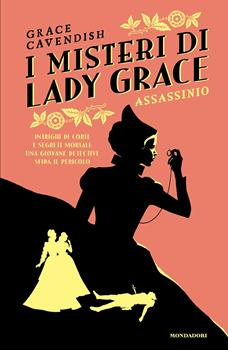 GRACE
CAVENDISH
I MISTERI DI
LADY GRACE
ASSASSINIO
INTRIGHI DI CORTE
E SEGRETI MORTALI:
UNA GIOVANE DETECTIVE
SFIDA IL PERICOLO
MONDADORI